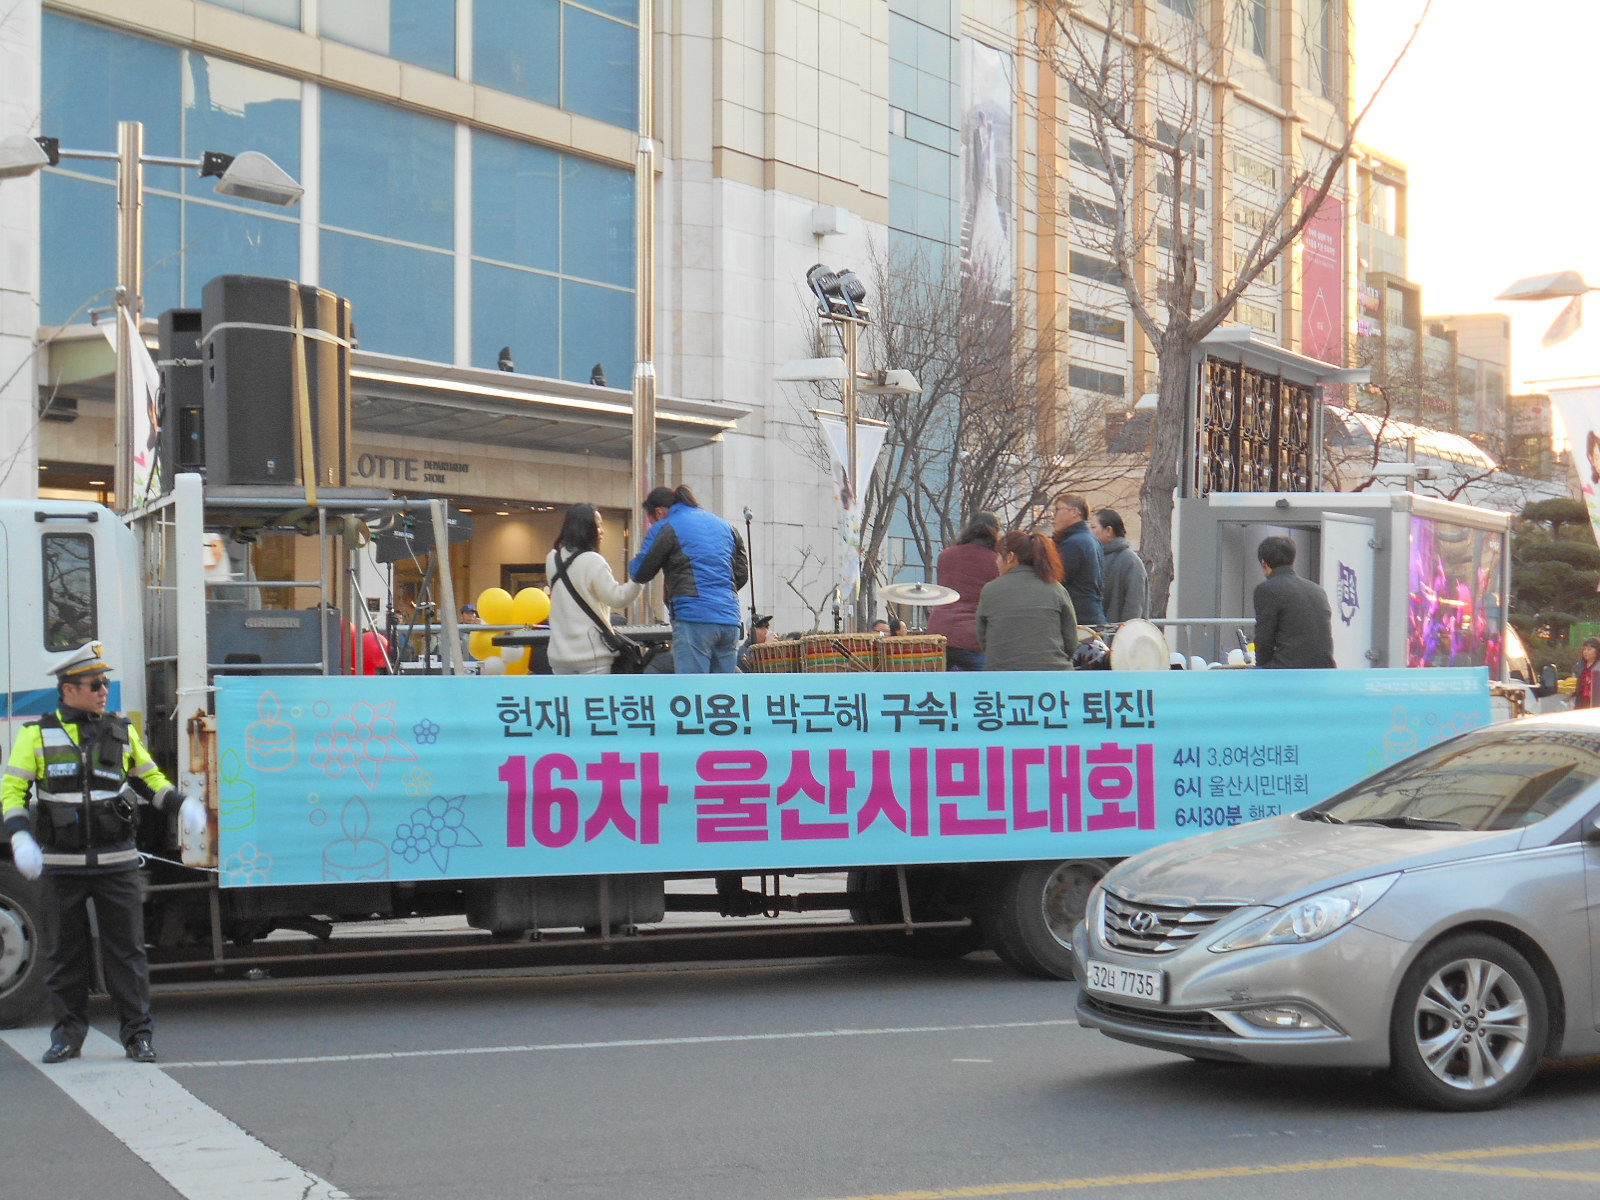 LOTTE DEPARTMENT
STORE
헌재 탄핵 인용! 박근혜 구속! 황교안 퇴진!
16차 울산시민대회
4시 3.8여성대회
6시 울산시민대회
6시30분 행진
32너 7735